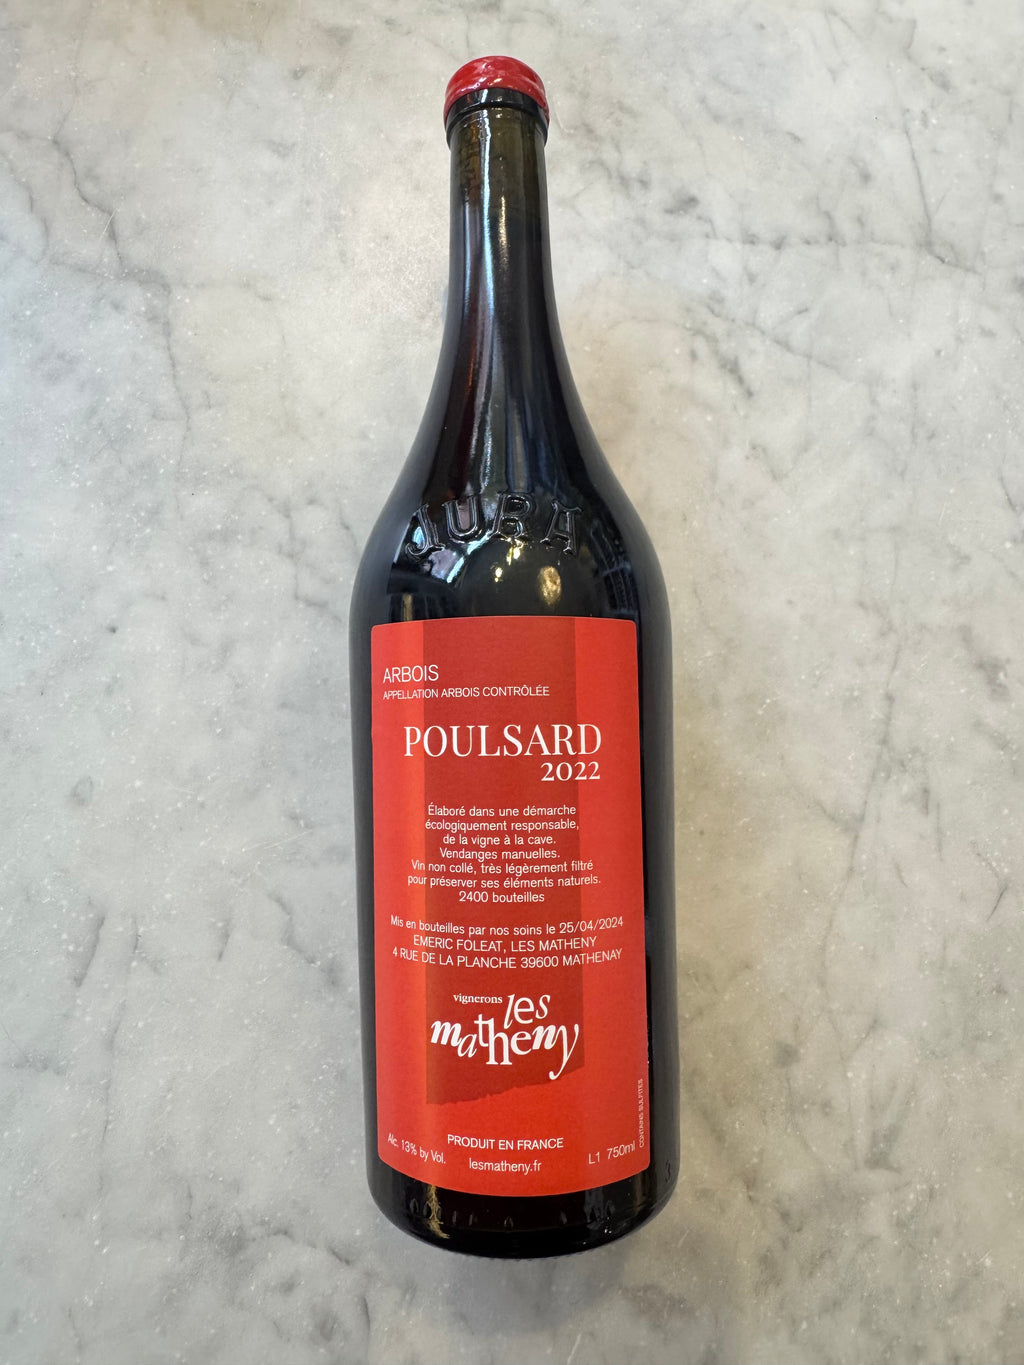 JURA
ARBOIS
APPELLATION ARBOIS CONTRÔLÉE
POULSARD
2022
Élaboré dans une démarche
écologiquement responsable,
de la vigne à la cave.
Vendanges manuelles.
Vin non collé, très légèrement filtré
pour préserver ses éléments naturels.
2400 bouteilles
Mis en bouteilles par nos soins le 25/04/2024
EMERIC FOLEAT, LES MATHENY
4 RUE DE LA PLANCHE 39600 MATHENAY
vignerons les
matheny
CONTAINS SULFITES
Alc. 13% by Vol.
PRODUIT EN FRANCE
lesmatheny.fr
L1 750ml